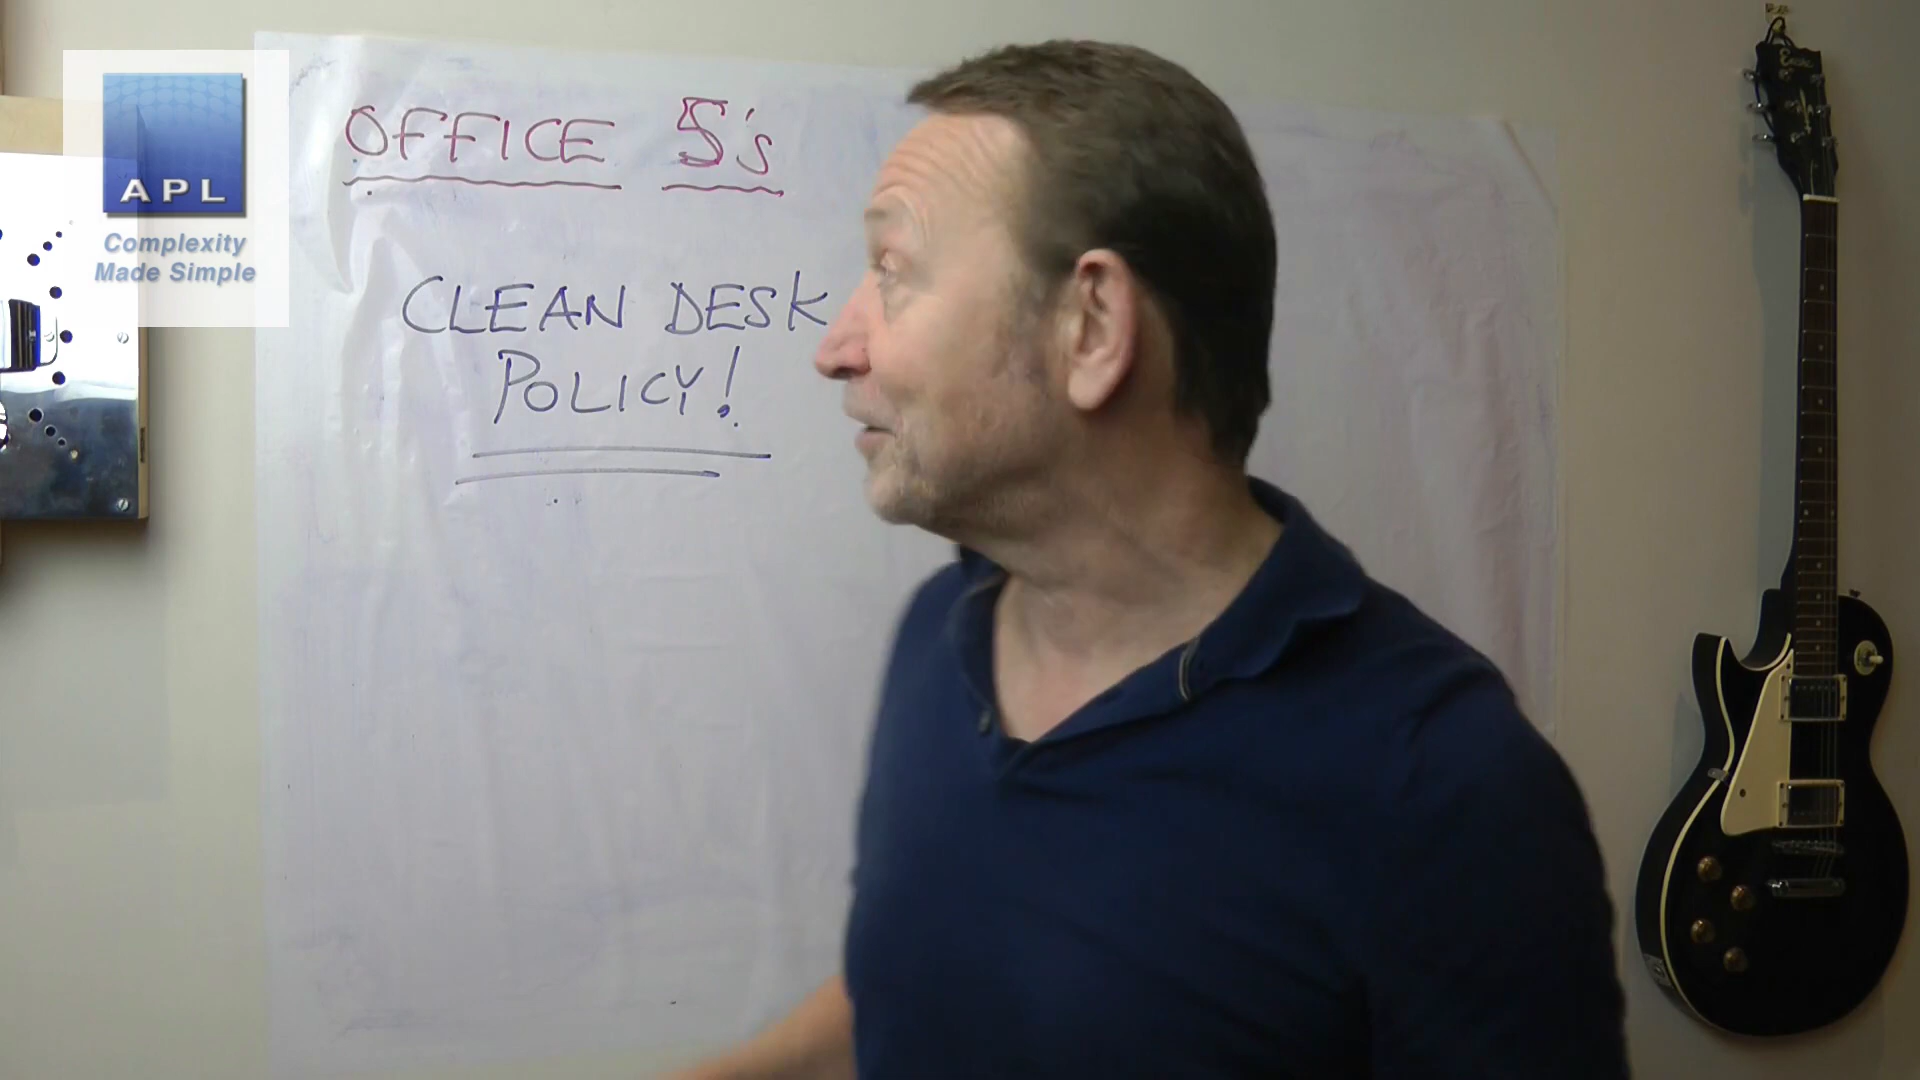 APL
Complexity
Made Simple
OFFICE 5's
CLEAN DESK
POLICY!